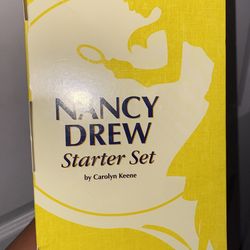 NANCY
DREW
Starter Set
by Carolyn Keene